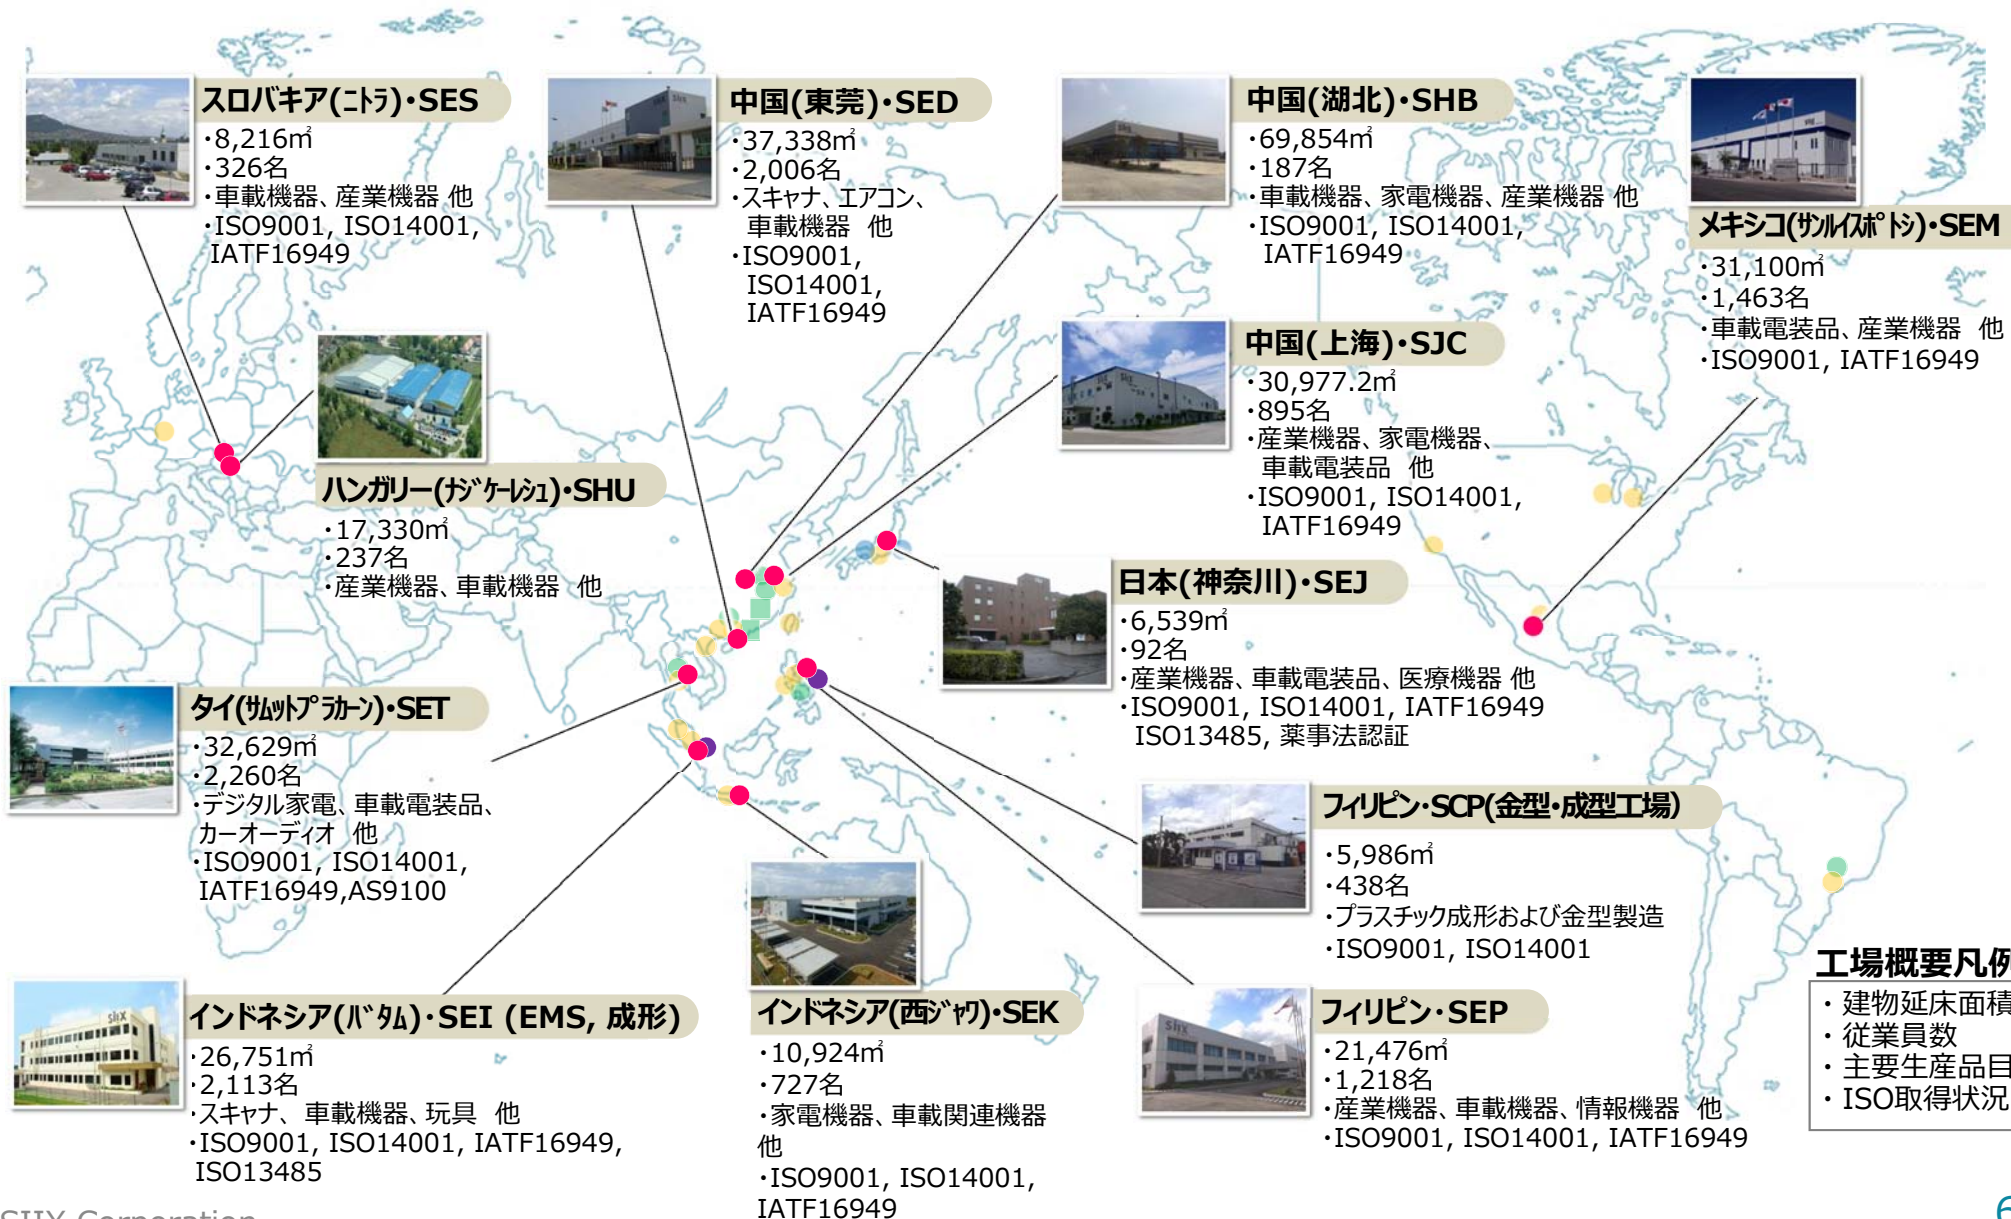 スロバキア(ニトラ)・SES
・8,216㎡
・326名
・車載機器、産業機器 他
・ISO9001, ISO14001,
IATF16949
中国(東莞)・SED
・37,338㎡
・2,006名
・スキャナ、エアコン、
車載機器 他
・ISO9001,
ISO14001,
IATF16949
中国(湖北)・SHB
・69,854㎡
・187名
・車載機器、家電機器、産業機器 他
・ISO9001, ISO14001,
IATF16949
メキシコ(サンルイスポトシ)・SEM
・31,100㎡
・1,463名
・車載電装品、産業機器 他
・ISO9001, IATF16949
ハンガリー(ナジケーレシュ)・SHU
・17,330㎡
・237名
・産業機器、車載機器 他
中国(上海)・SJC
・30,977.2㎡
・895名
・産業機器、家電機器、
車載電装品 他
・ISO9001, ISO14001,
IATF16949
日本(神奈川)・SEJ
・6,539㎡
・92名
・産業機器、車載電装品、医療機器 他
・ISO9001, ISO14001, IATF16949
ISO13485, 薬事法認証
タイ(サムットプラカーン)・SET
・32,629㎡
・2,260名
・デジタル家電、車載電装品、
カーオーディオ 他
・ISO9001, ISO14001,
IATF16949,AS9100
フィリピン・SCP(金型・成型工場)
・5,986㎡
・438名
・プラスチック成形および金型製造
・ISO9001, ISO14001
インドネシア(バタム)・SEI (EMS, 成形)
・26,751㎡
・2,113名
・スキャナ、車載機器、玩具 他
・ISO9001, ISO14001, IATF16949,
ISO13485
インドネシア(西ジャワ)・SEK
・10,924㎡
・727名
・家電機器、車載関連機器
他
・ISO9001, ISO14001,
IATF16949
フィリピン・SEP
・21,476㎡
・1,218名
・産業機器、車載機器、情報機器 他
・ISO9001, ISO14001, IATF16949
工場概要凡例
・建物延床面積
・従業員数
・主要生産品目
・ISO取得状況
SIIX Corporation
6